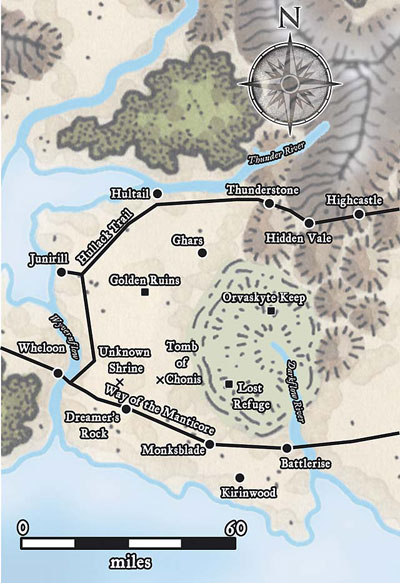 N
Thunder River
Hultail
Thunderstone
Highcastle
Hidden Vale
Hullack Trail
Ghars
Junirill
Golden Ruins
Orvaskyte Keep
Wyvernflow
Wheloon
Unknown
Shrine
Tomb
of
Chonis
Darkflow River
Lost
Refuge
Way of the Manticore
Dreamer's
Rock
Monksblade
Battlerise
Kirinwood
0
60
miles